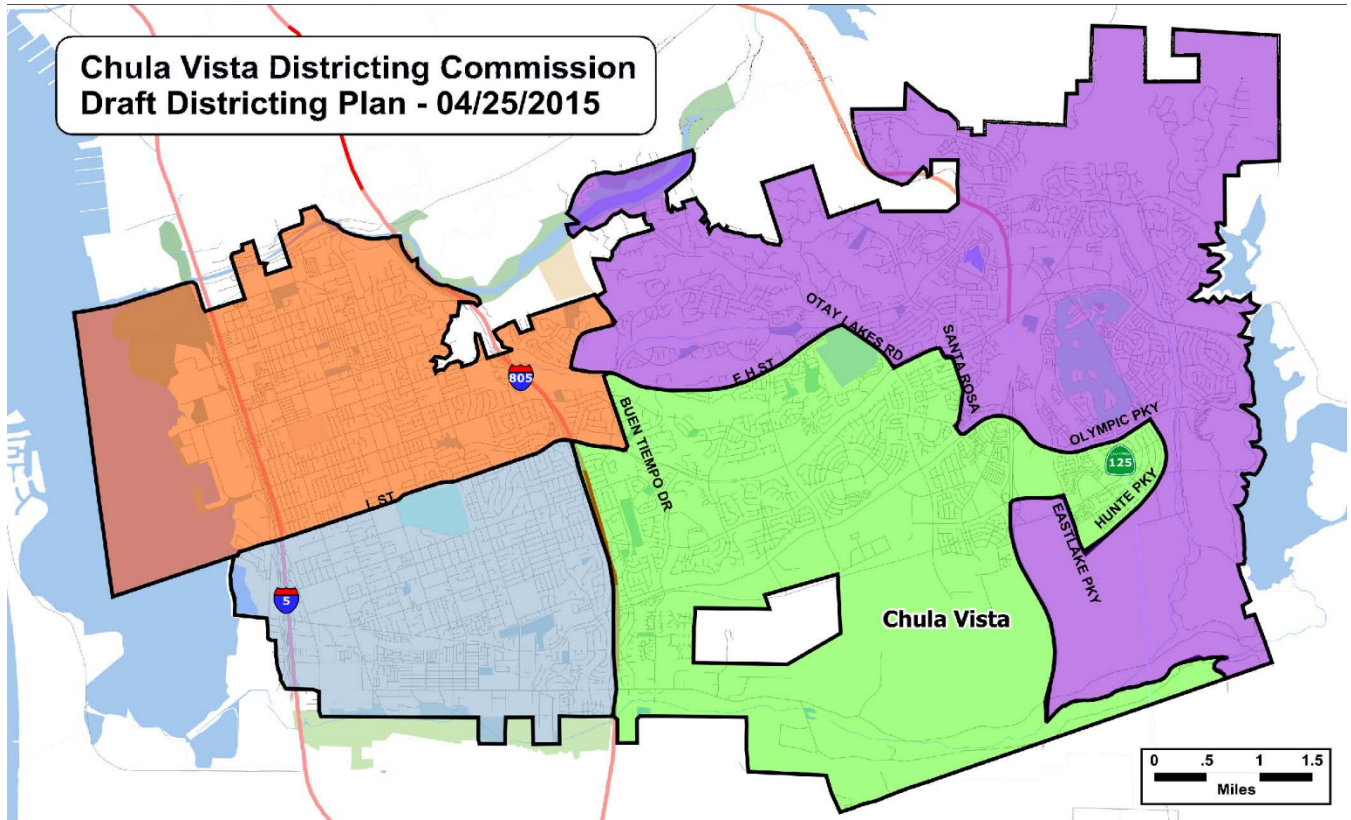 Chula Vista Districting Commission
Draft Districting Plan - 04/25/2015
OTAY LAKES RD
SANTA ROSA
E H ST
805
BUEN TIEMPO DR
OLYMPIC PKY
125
HUNTE PKY
EASTLAKE PKY
L ST
5
Chula Vista
0 .5 1 1.5
Miles